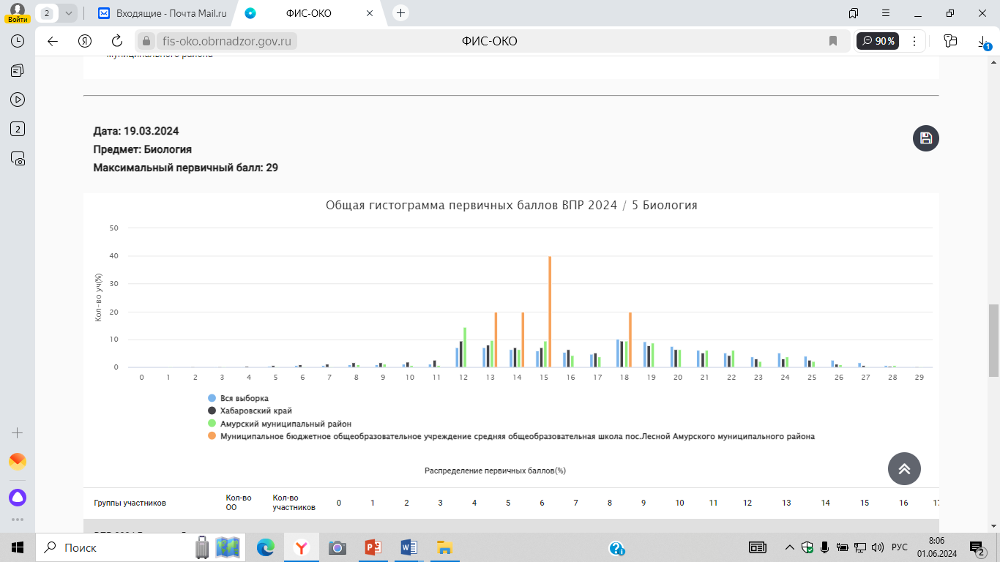 Войти
2
Входящие - Почта Mail.ru
ФИС-ОКО
fis-oko.obrnadzor.gov.ru
ФИС-ОКО
90%
1
2
муниципального района
Дата: 19.03.2024
Предмет: Биология
Максимальный первичный балл: 29
Общая гистограмма первичных баллов ВПР 2024 / 5 Биология
Кол-во уч(%)
50
40
30
20
10
0
0 1 2 3 4 5 6 7 8 9 10 11 12 13 14 15 16 17 18 19 20 21 22 23 24 25 26 27 28 29
Вся выборка
Хабаровский край
Амурский муниципальный район
Муниципальное бюджетное общеобразовательное учреждение средняя общеобразовательная школа пос.Лесной Амурского муниципального района
Распределение первичных баллов(%)
Группы участников
Кол-во
ОО
Кол-во
участников
0 1 2 3 4 5 6 7 8 9 10 11 12 13 14 15 16 17
Поиск
РУС
8:06
01.06.2024
2